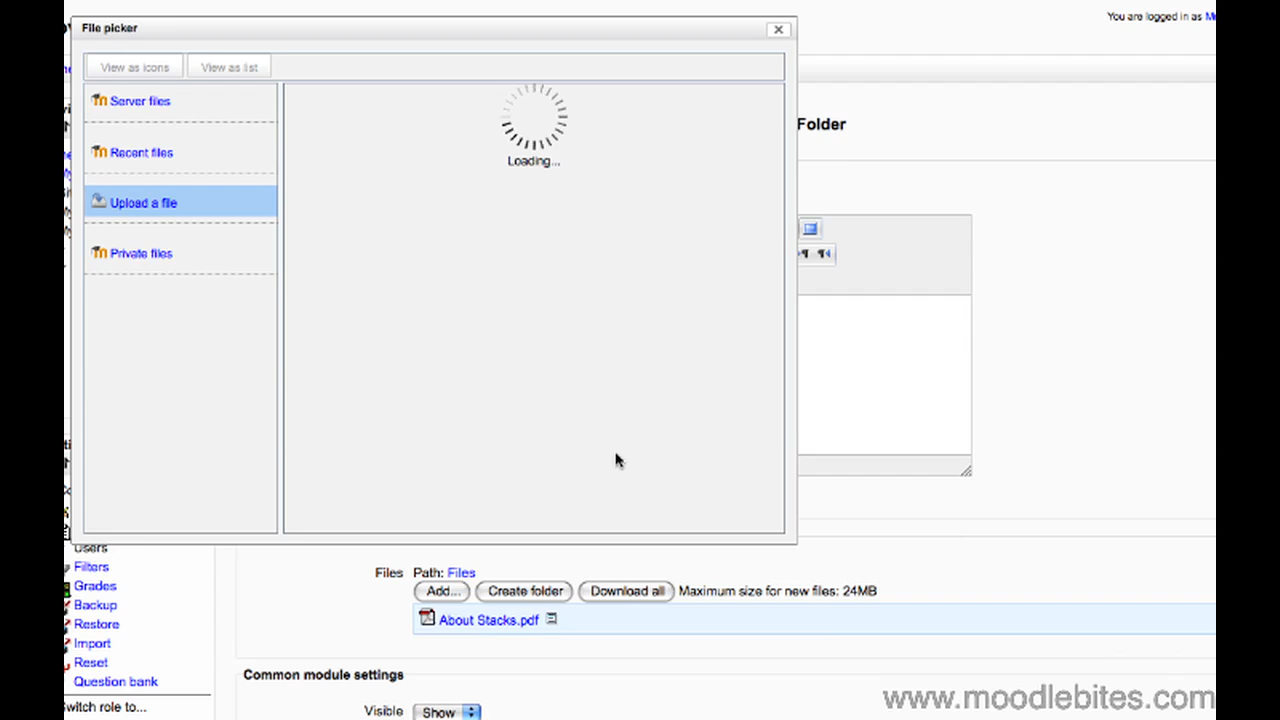 File picker
You are logged in as
View as icons
View as list
Server files
Recent files
Upload a file
Private files
Loading...
Folder
Users
Filters
Grades
Backup
Restore
Import
Reset
Question bank
witch role to...
Files
Path: Files
Add...
Create folder
Download all
Maximum size for new files: 24MB
About Stacks.pdf
Common module settings
Visible
Show
www.moodlebites.com